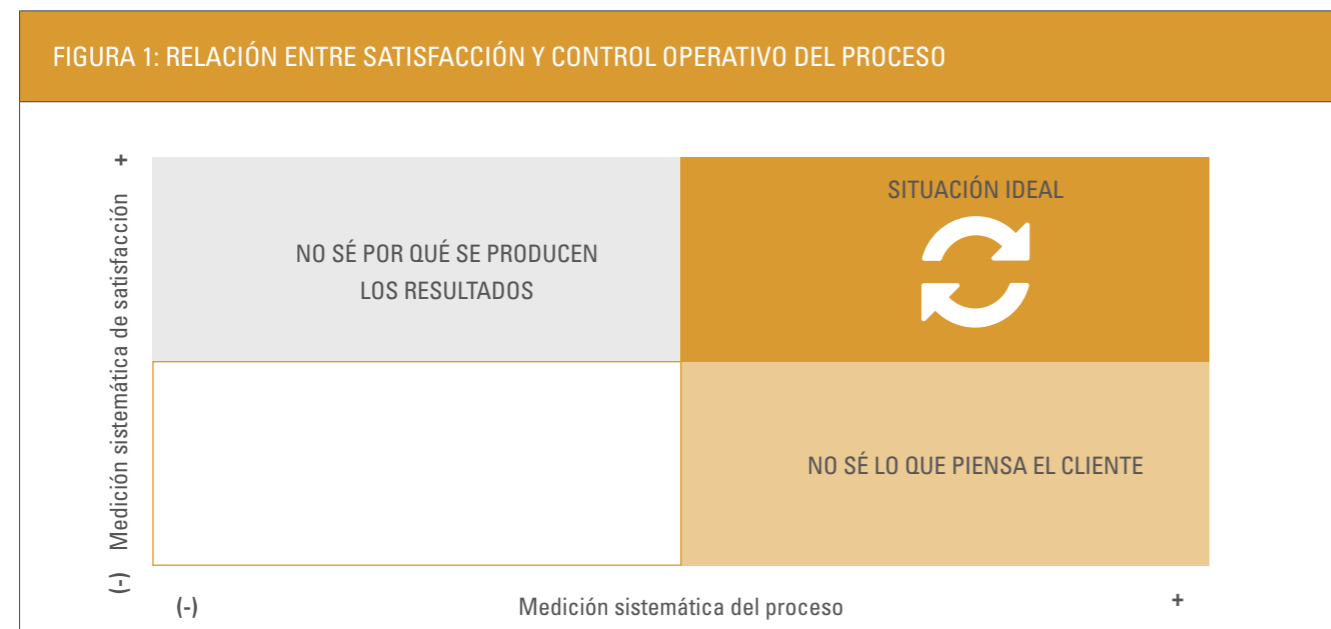 FIGURA 1: RELACIÓN ENTRE SATISFACCIÓN Y CONTROL OPERATIVO DEL PROCESO
+
Medición sistemática de satisfacción
(-)
NO SÉ POR QUÉ SE PRODUCEN
LOS RESULTADOS
SITUACIÓN IDEAL
NO SÉ LO QUE PIENSA EL CLIENTE
(-)
Medición sistemática del proceso
+